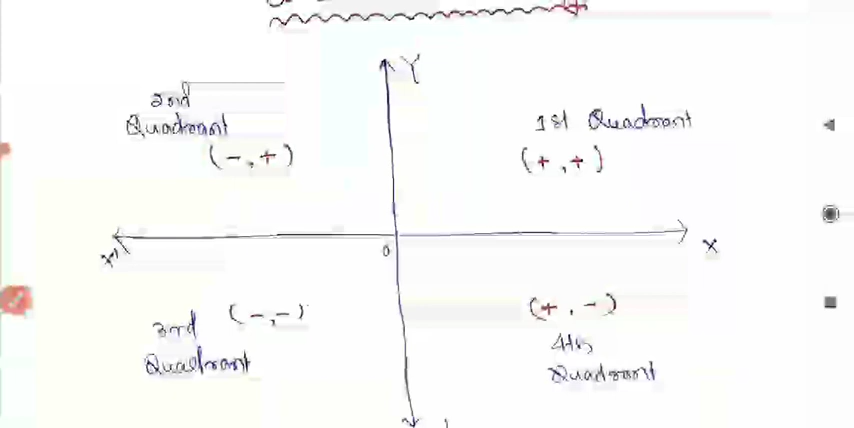 Y
2nd
Quadrant
(-,+)
1st Quadrant
(+,+)
0
X
3rd (-,-)
Quadrant
(+,-)
4th
Quadrant